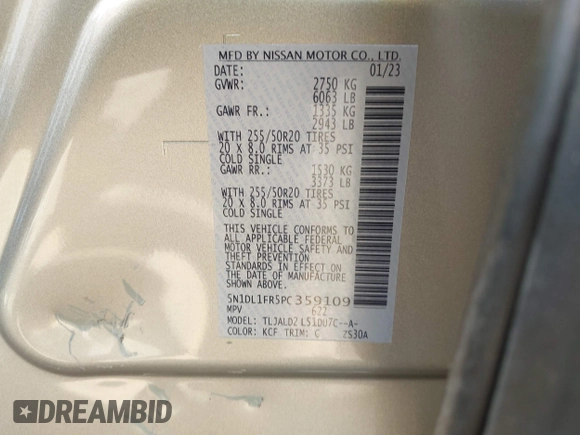 MFD BY NISSAN MOTOR CO., LTD.
DATE: 01/23
GVWR: 2750 KG
6063 LB
GAWR FR.: 1335 KG
2943 LB
WITH 255/50R20 TIRES
20 X 8.0 RIMS AT 35 PSI
COLD SINGLE
GAWR RR.: 1530 KG
3373 LB
WITH 255/50R20 TIRES
20 X 8.0 RIMS AT 35 PSI
COLD SINGLE
THIS VEHICLE CONFORMS TO
ALL APPLICABLE FEDERAL
MOTOR VEHICLE SAFETY AND
THEFT PREVENTION
STANDARDS IN EFFECT ON
THE DATE OF MANUFACTURE
SHOWN ABOVE.
5N1DL1FR5PC359109
MPV 622
TYPE: TLJALD2L51DU7C--A-
COLOR: KCF TRIM:
DREAMBID